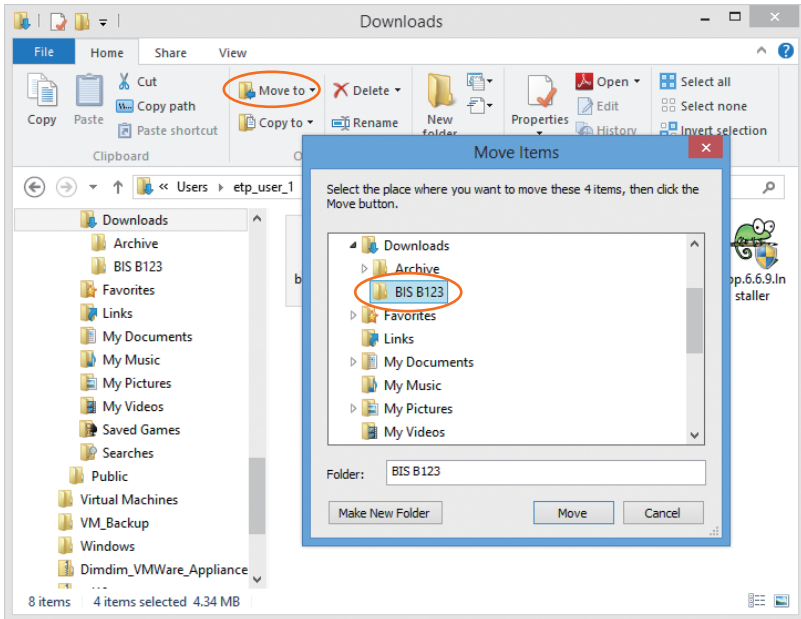 Downloads
File Home Share View
Copy
Paste
Cut
Copy path
Paste shortcut
Clipboard
Move to
Copy to
Delete
Rename
New
folder
Properties
Open
Edit
History
Select all
Select none
Invert selection
« Users etp_user_1
Downloads
Archive
BIS B123
Favorites
Links
My Documents
My Music
My Pictures
My Videos
Saved Games
Searches
Public
Virtual Machines
VM_Backup
Windows
Dimdim_VMWare_Appliance
pp.6.6.9.In
staller
Move Items
Select the place where you want to move these 4 items, then click the
Move button.
Downloads
Archive
BIS B123
Favorites
Links
My Documents
My Music
My Pictures
My Videos
Folder: BIS B123
Make New Folder Move Cancel
8 items 4 items selected 4.34 MB